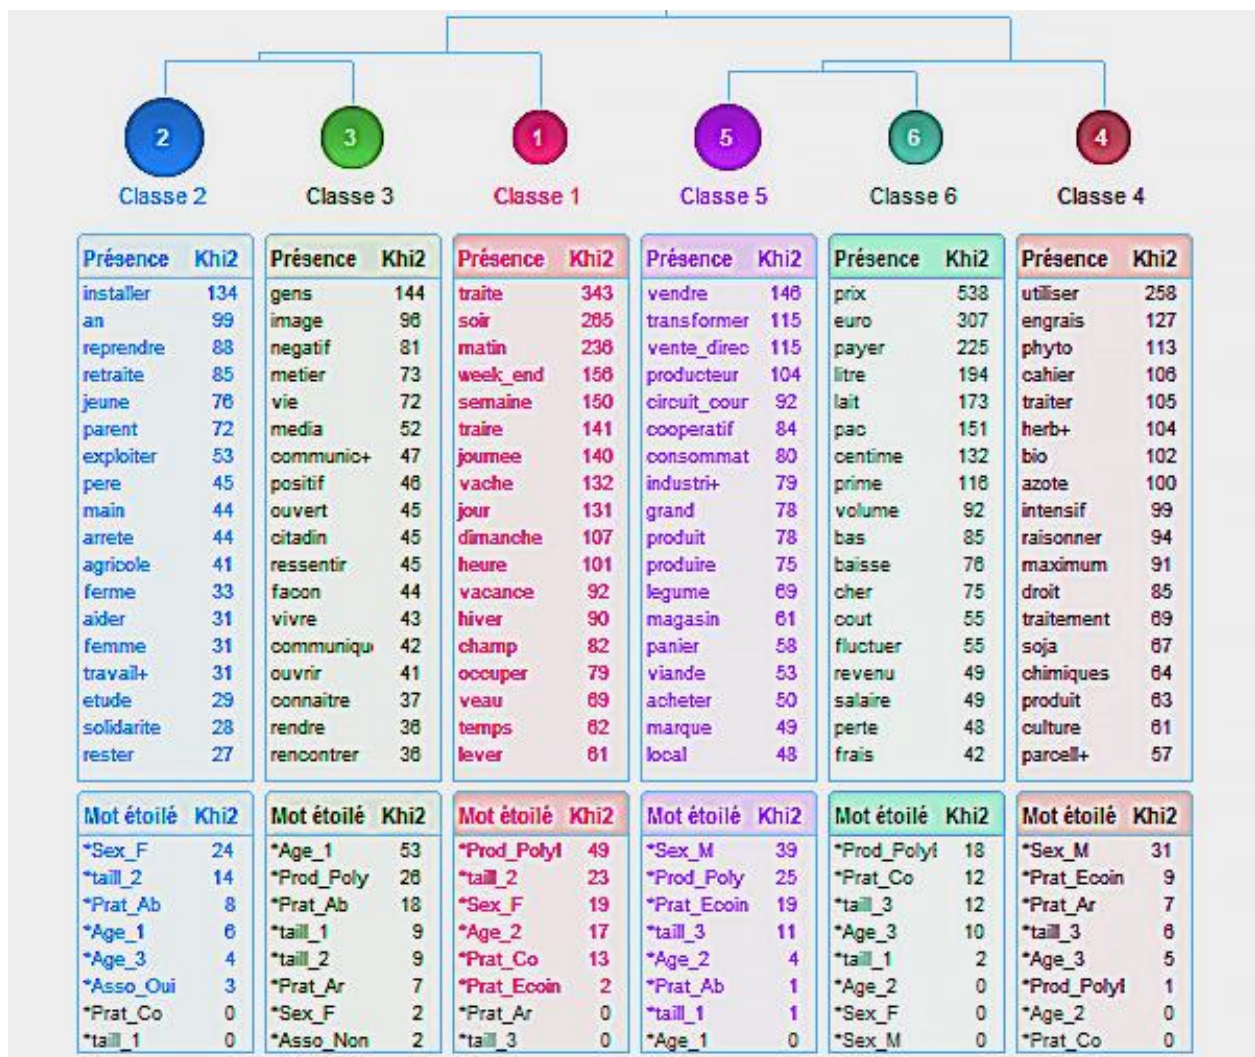 2 3 1 5 6 4
Classe 2 Classe 3 Classe 1 Classe 5 Classe 6 Classe 4
Présence Khi2 Présence Khi2 Présence Khi2 Présence Khi2 Présence Khi2 Présence Khi2
installer 134 gens 144 traite 343 vendre 146 prix 538 utiliser 258
an 99 image 96 soir 265 transformer 115 euro 307 engrais 127
reprendre 88 negatif 81 matin 236 vente_direc 115 payer 225 phyto 113
retraite 85 metier 73 week_end 156 producteur 104 litre 194 cahier 106
jeune 76 vie 72 semaine 150 circuit_cour 92 lait 173 traiter 105
parent 72 media 52 traire 141 cooperatif 84 pac 151 herb+ 104
exploiter 53 communic+ 47 journee 140 consommat 80 centime 132 bio 102
pere 45 positif 46 vache 132 industri+ 79 prime 116 azote 100
main 44 ouvert 45 jour 131 grand 78 volume 92 intensif 99
arrete 44 citadin 45 dimanche 107 produit 78 bas 85 raisonner 94
agricole 41 ressentir 45 heure 101 produire 75 baisse 76 maximum 91
ferme 33 facon 44 vacance 92 legume 69 cher 75 droit 85
aider 31 vivre 43 hiver 90 magasin 61 cout 55 traitement 69
femme 31 communiqu 42 champ 82 panier 58 fluctuer 55 soja 67
travail+ 31 ouvrir 41 occuper 79 viande 53 revenu 49 chimiques 64
etude 29 connaitre 37 veau 69 acheter 50 salaire 49 produit 63
solidarite 28 rendre 36 temps 62 marque 49 perte 48 culture 61
rester 27 rencontrer 36 lever 61 local 48 frais 42 parcell+ 57
Mot étoilé Khi2 Mot étoilé Khi2 Mot étoilé Khi2 Mot étoilé Khi2 Mot étoilé Khi2 Mot étoilé Khi2
*Sex_F 24 *Age_1 53 *Prod_Polyl 49 *Sex_M 39 *Prod_Polyl 18 *Sex_M 31
*taill_2 14 *Prod_Poly 26 *taill_2 23 *Prod_Poly 25 *Prat_Co 12 *Prat_Ecoin 9
*Prat_Ab 8 *Prat_Ab 18 *Sex_F 19 *Prat_Ecoin 19 *taill_3 12 *Prat_Ar 7
*Age_1 6 *taill_1 9 *Age_2 17 *taill_3 11 *Age_3 10 *taill_3 6
*Age_3 4 *taill_2 9 *Prat_Co 13 *Age_2 4 *taill_1 2 *Age_3 5
*Asso_Oui 3 *Prat_Ar 7 *Prat_Ecoin 2 *Prat_Ab 1 *Age_2 0 *Prod_Polyl 1
*Prat_Co 0 *Sex_F 2 *Prat_Ar 0 *taill_1 1 *Sex_F 0 *Age_2 0
*taill_1 0 *Asso_Non 2 *taill_3 0 *Age_1 0 *Sex_M 0 *Prat_Co 0